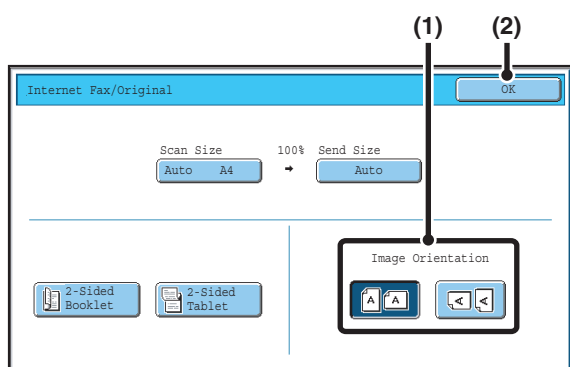 (1) (2)
Internet Fax/Original OK
Scan Size 100% Send Size
Auto A4 → Auto
Image Orientation
2-Sided
Booklet
2-Sided
Tablet
A A A A